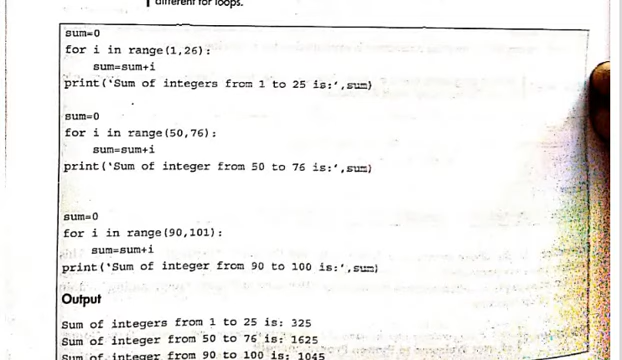 different for loops.
sum=0
for i in range(1,26):
    sum=sum+i
print('Sum of integers from 1 to 25 is:',sum)
sum=0
for i in range(50,76):
    sum=sum+i
print('Sum of integer from 50 to 76 is:',sum)
sum=0
for i in range(90,101):
    sum=sum+i
print('Sum of integer from 90 to 100 is:',sum)
Output
Sum of integers from 1 to 25 is: 325
Sum of integer from 50 to 76 is: 1625
Sum of integer from 90 to 100 is: 1045